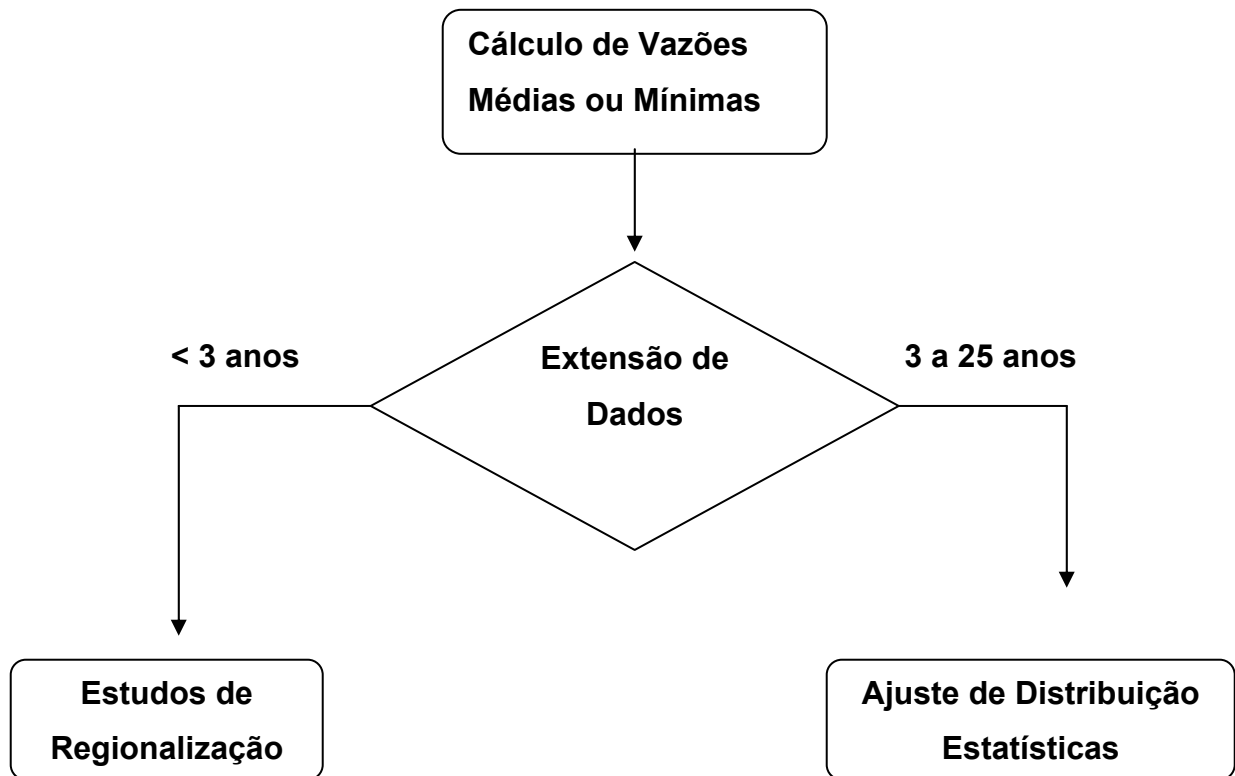 Cálculo de Vazões
Médias ou Mínimas
< 3 anos
Extensão de
Dados
3 a 25 anos
Estudos de
Regionalização
Ajuste de Distribuição
Estatísticas